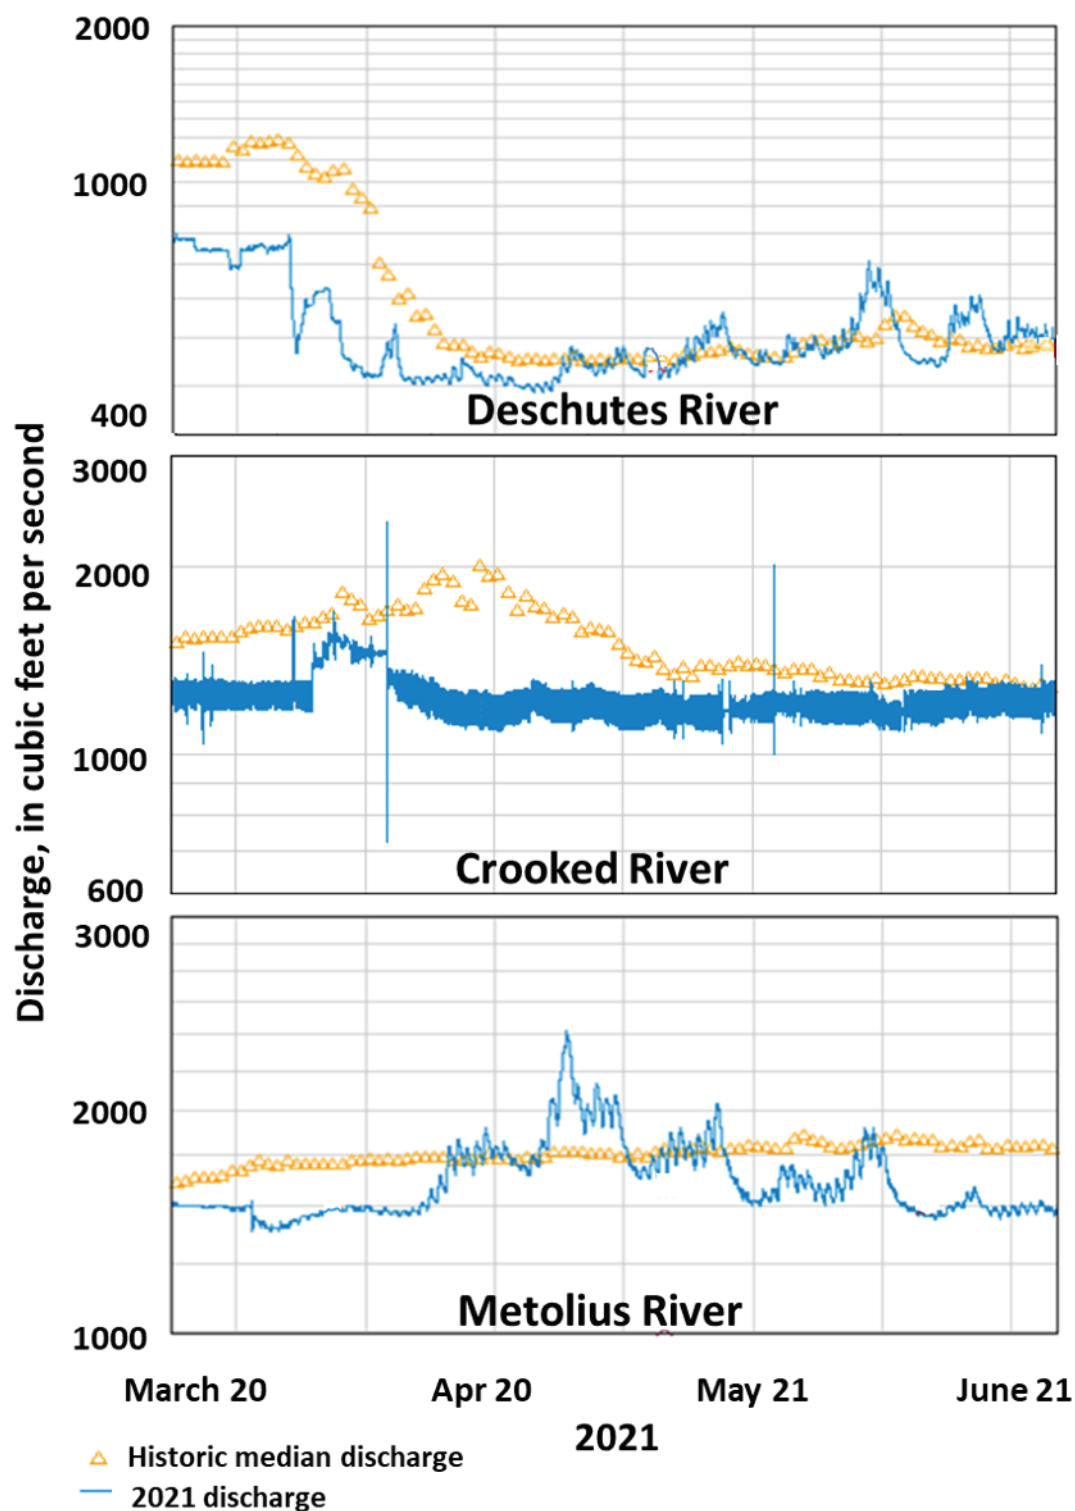 2000
1000
400
Deschutes River
3000
2000
1000
600
Crooked River
3000
2000
1000
Metolius River
Discharge, in cubic feet per second
March 20 Apr 20 May 21 June 21
2021
Historic median discharge
2021 discharge